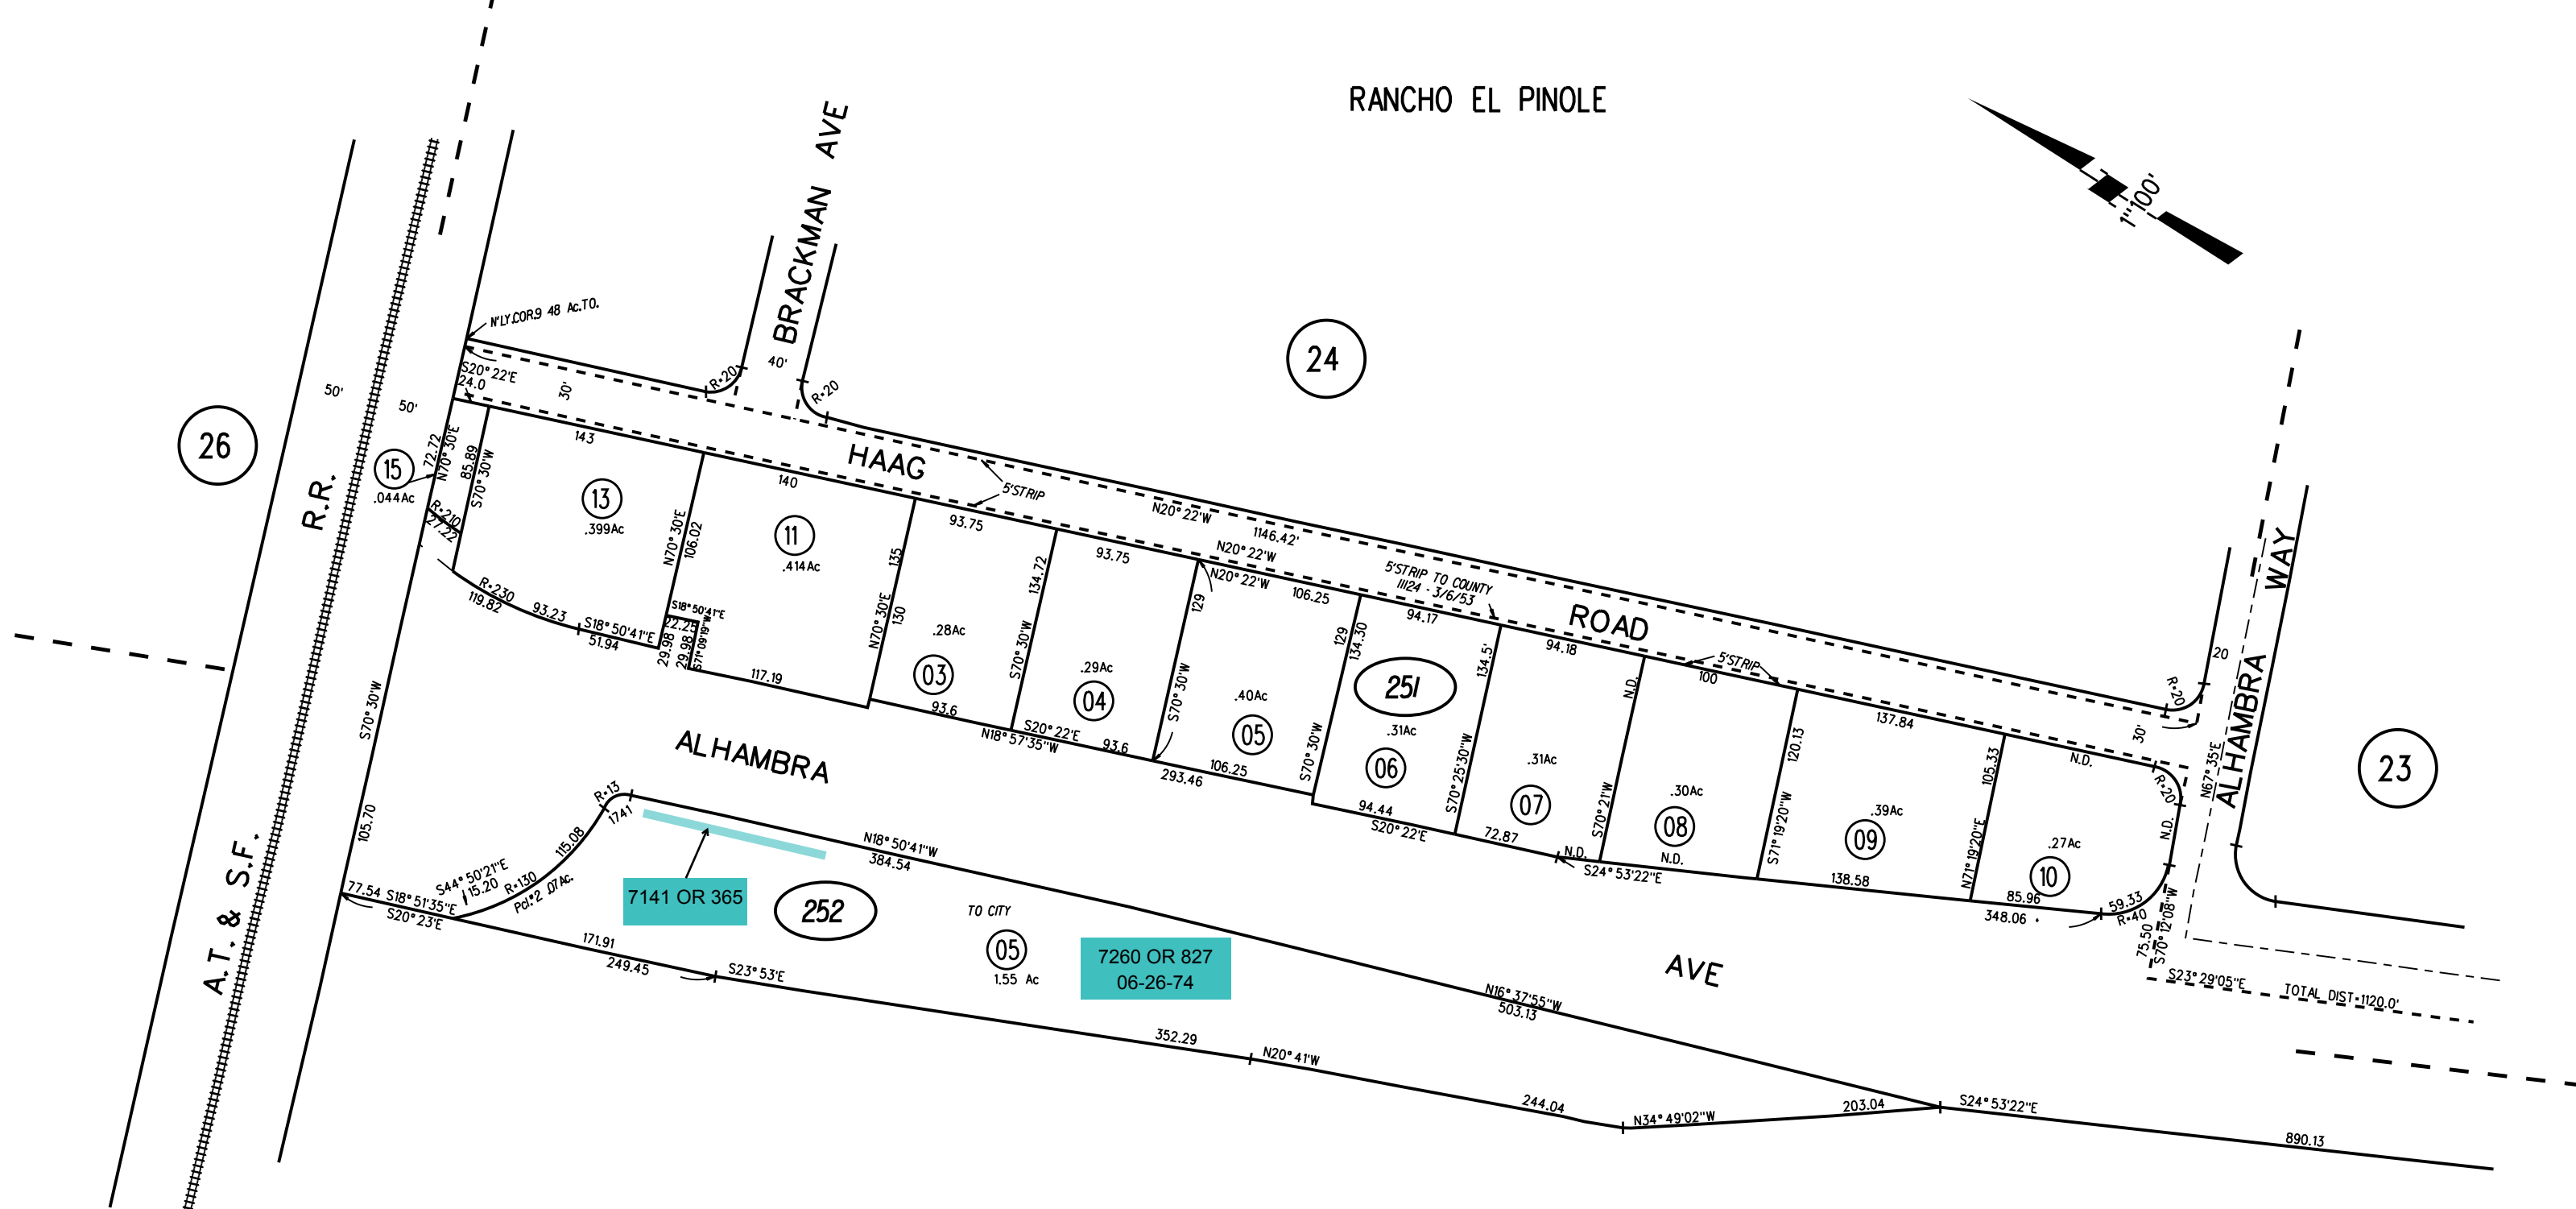 RANCHO EL PINOLE
1"=100'
BRACKMAN AVE
40'
R=20
R=20
N'LY.COR.9 48 Ac.TO.
S20°22'E
24.0
30'
50'
50'
26
24
23
R.R.
A.T. & S.F.
15
.044Ac
72.72
N70°30'E
85.89
S70°30'W
R=210
27.22
143
13
.399Ac
N70°30'E
106.02
R=230
119.82
93.23
S18°50'41"E
51.94
S18°50'41"E
22.25
29.98
29.98
S71°09'19"W
140
11
.414Ac
117.19
135
N70°30'E
130
HAAG
ROAD
5'STRIP
93.75
.28Ac
03
93.6
134.72
S70°30'W
93.75
.29Ac
04
S20°22'E
93.6
N18°57'35"W
129
S70°30'W
N20°22'W
1146.42'
N20°22'W
N20°22'W
106.25
.40Ac
05
106.25
293.46
129
134.30
S70°30'W
5'STRIP TO COUNTY
11124 - 3/6/53
94.17
251
.31Ac
06
94.44
S20°22'E
134.5'
S70°25'30"W
94.18
.31Ac
07
72.87
N.D.
S70°21'W
N.D.
S24°53'22"E
5'STRIP
100
.30Ac
08
N.D.
120.13
S71°19'20"W
137.84
.39Ac
09
138.58
105.33
N71°19'20"E
N.D.
.27Ac
10
85.96
348.06
R=20
N.D.
59.33
R=40
75.50
S70°12'08"W
R=20
20
30'
N67°35'E
ALHAMBRA WAY
S23°29'05"E
TOTAL DIST=1120.0'
S70°30'W
105.70
ALHAMBRA
AVE
R=13
17.41
115.08
S44°50'21"E
15.20
R=130
Pcl=2 .07Ac.
77.54
S18°51'35"E
S20°23'E
7141 OR 365
N18°50'41"W
384.54
252
TO CITY
05
1.55 Ac
7260 OR 827
06-26-74
171.91
249.45
S23°53'E
352.29
N20°41'W
N16°37'55"W
503.13
244.04
N34°49'02"W
203.04
S24°53'22"E
890.13